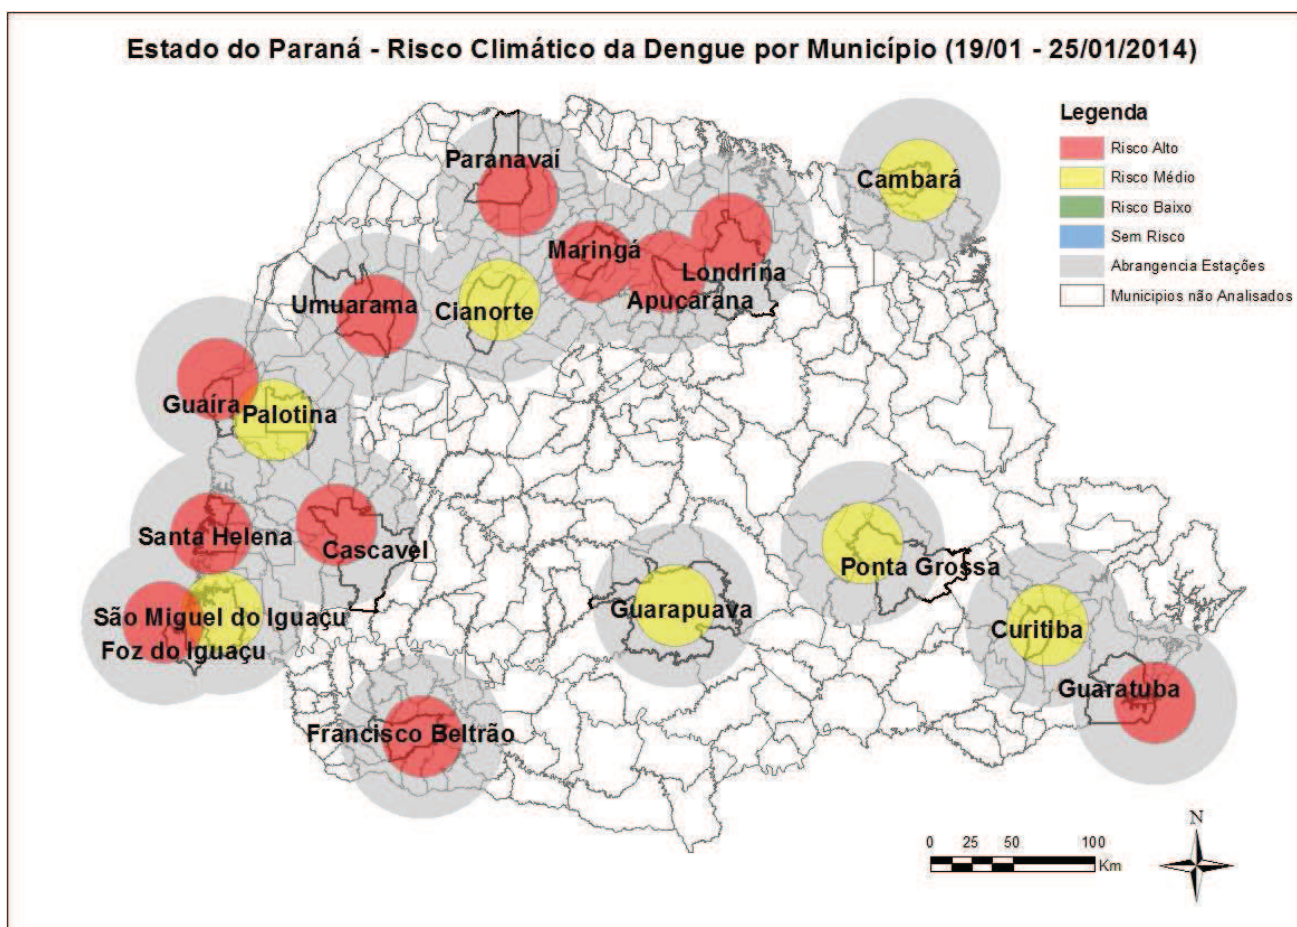 Estado do Paraná - Risco Climático da Dengue por Município (19/01 - 25/01/2014)
Legenda
Risco Alto
Risco Médio
Risco Baixo
Sem Risco
Abrangencia Estações
Municipios não Analisados
Paranavaí
Cambará
Maringá
Londrina
Apucarana
Umuarama
Cianorte
Guaíra
Palotina
Santa Helena
Cascavel
Ponta Grossa
Guarapuava
São Miguel do Iguaçu
Foz do Iguaçu
Curitiba
Guaratuba
Francisco Beltrão
N
0 25 50 100
Km